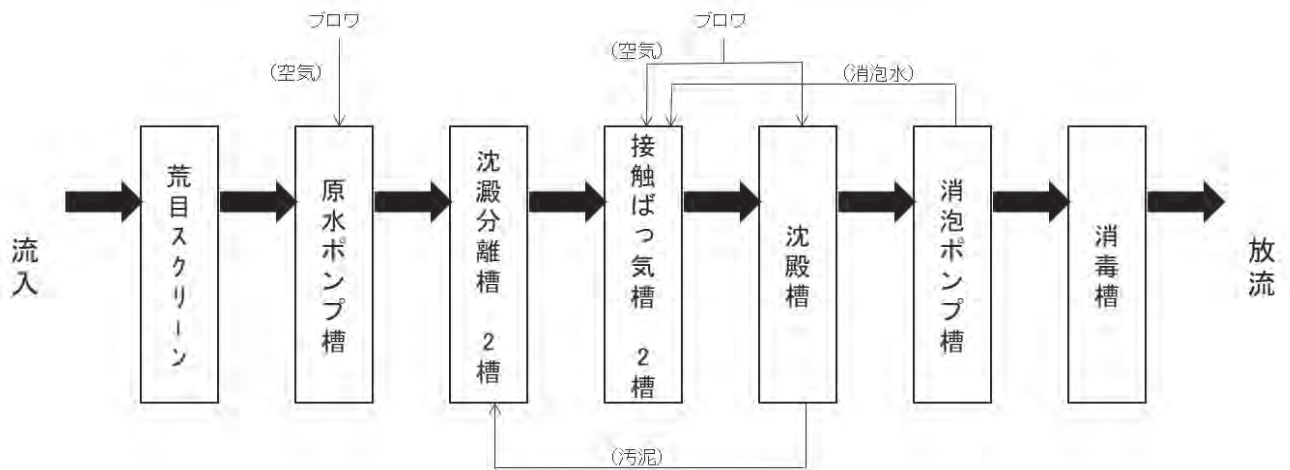 ブロワ
ブロワ
(空気)
(空気)
(消泡水)
流入
荒目スクリーン
原水ポンプ槽
沈澱分離槽 2槽
接触ばっ気槽 2槽
沈殿槽
消泡ポンプ槽
消毒槽
放流
(汚泥)